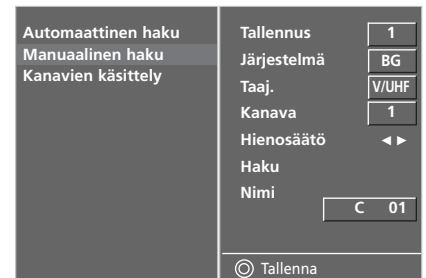 Automaattinen haku
Manuaalinen haku
Kanavien käsittely
Tallennus 1
Järjestelmä BG
Taaj. V/UHF
Kanava 1
Hienosäätö ◄►
Haku
Nimi
C 01
Tallenna